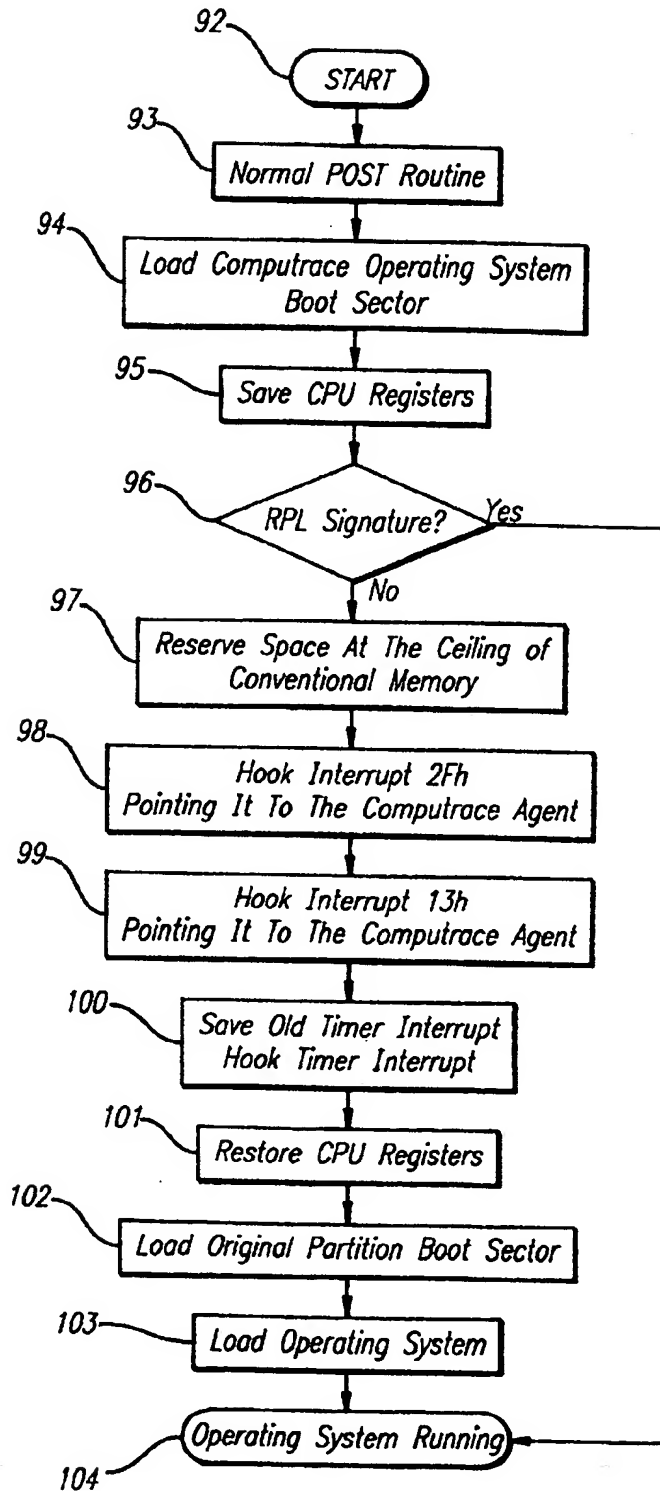 92
START
93
Normal POST Routine
94
Load Computrace Operating System
Boot Sector
95
Save CPU Registers
96
RPL Signature?
Yes
No
97
Reserve Space At The Ceiling of
Conventional Memory
98
Hook Interrupt 2Fh
Pointing It To The Computrace Agent
99
Hook Interrupt 13h
Pointing It To The Computrace Agent
100
Save Old Timer Interrupt
Hook Timer Interrupt
101
Restore CPU Registers
102
Load Original Partition Boot Sector
103
Load Operating System
Operating System Running
104